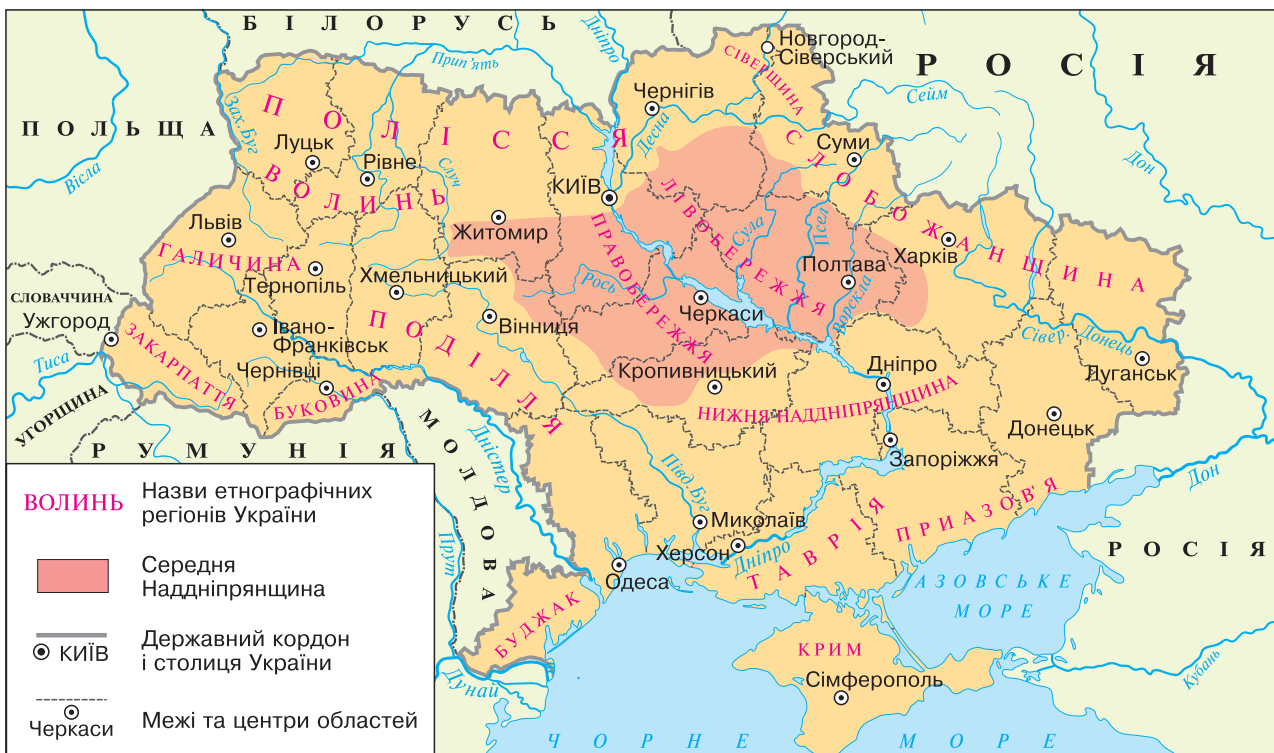 БІЛОРУСЬ
Дніпро
Новгород-
Сіверський
РОСІЯ
Прип'ять
СІВЕРЩИНА
Чернігів
Десна
Сейм
ПОЛЬЩА
Зах. Буг
ПОЛІССЯ
Луцьк
Рівне
Случ
Суми
СЛОБОЖАНЩИНА
Дон
Вісла
ВОЛИНЬ
КИЇВ
ЛІВОБЕРЕЖЖЯ
Львів
Житомир
ПРАВОБЕРЕЖЖЯ
Сула
Псел
Харків
ГАЛИЧИНА
Тернопіль
Хмельницький
Рось
Полтава
Ворскла
СЛОВАЧЧИНА
Ужгород
Івано-
Франківськ
ПОДІЛЛЯ
Вінниця
Черкаси
Сівер. Донець
ЗАКАРПАТТЯ
Тиса
Чернівці
БУКОВИНА
Кропивницький
Дніпро
Луганськ
УГОРЩИНА
НИЖНЯ НАДДНІПРЯНЩИНА
Донецьк
РУМУНІЯ
МОЛДОВА
Дністер
Запоріжжя
Півд. Буг
Дон
Прут
Миколаїв
Херсон
Дніпро
ТАВРІЯ
ПРИАЗОВ'Я
РОСІЯ
Одеса
БУДЖАК
АЗОВСЬКЕ
МОРЕ
КРИМ
Сімферополь
Кубань
Дунай
ЧОРНЕ МОРЕ
ВОЛИНЬ
Назви етнографічних
регіонів України
Середня
Наддніпрянщина
КИЇВ
Державний кордон
і столиця України
Черкаси
Межі та центри областей